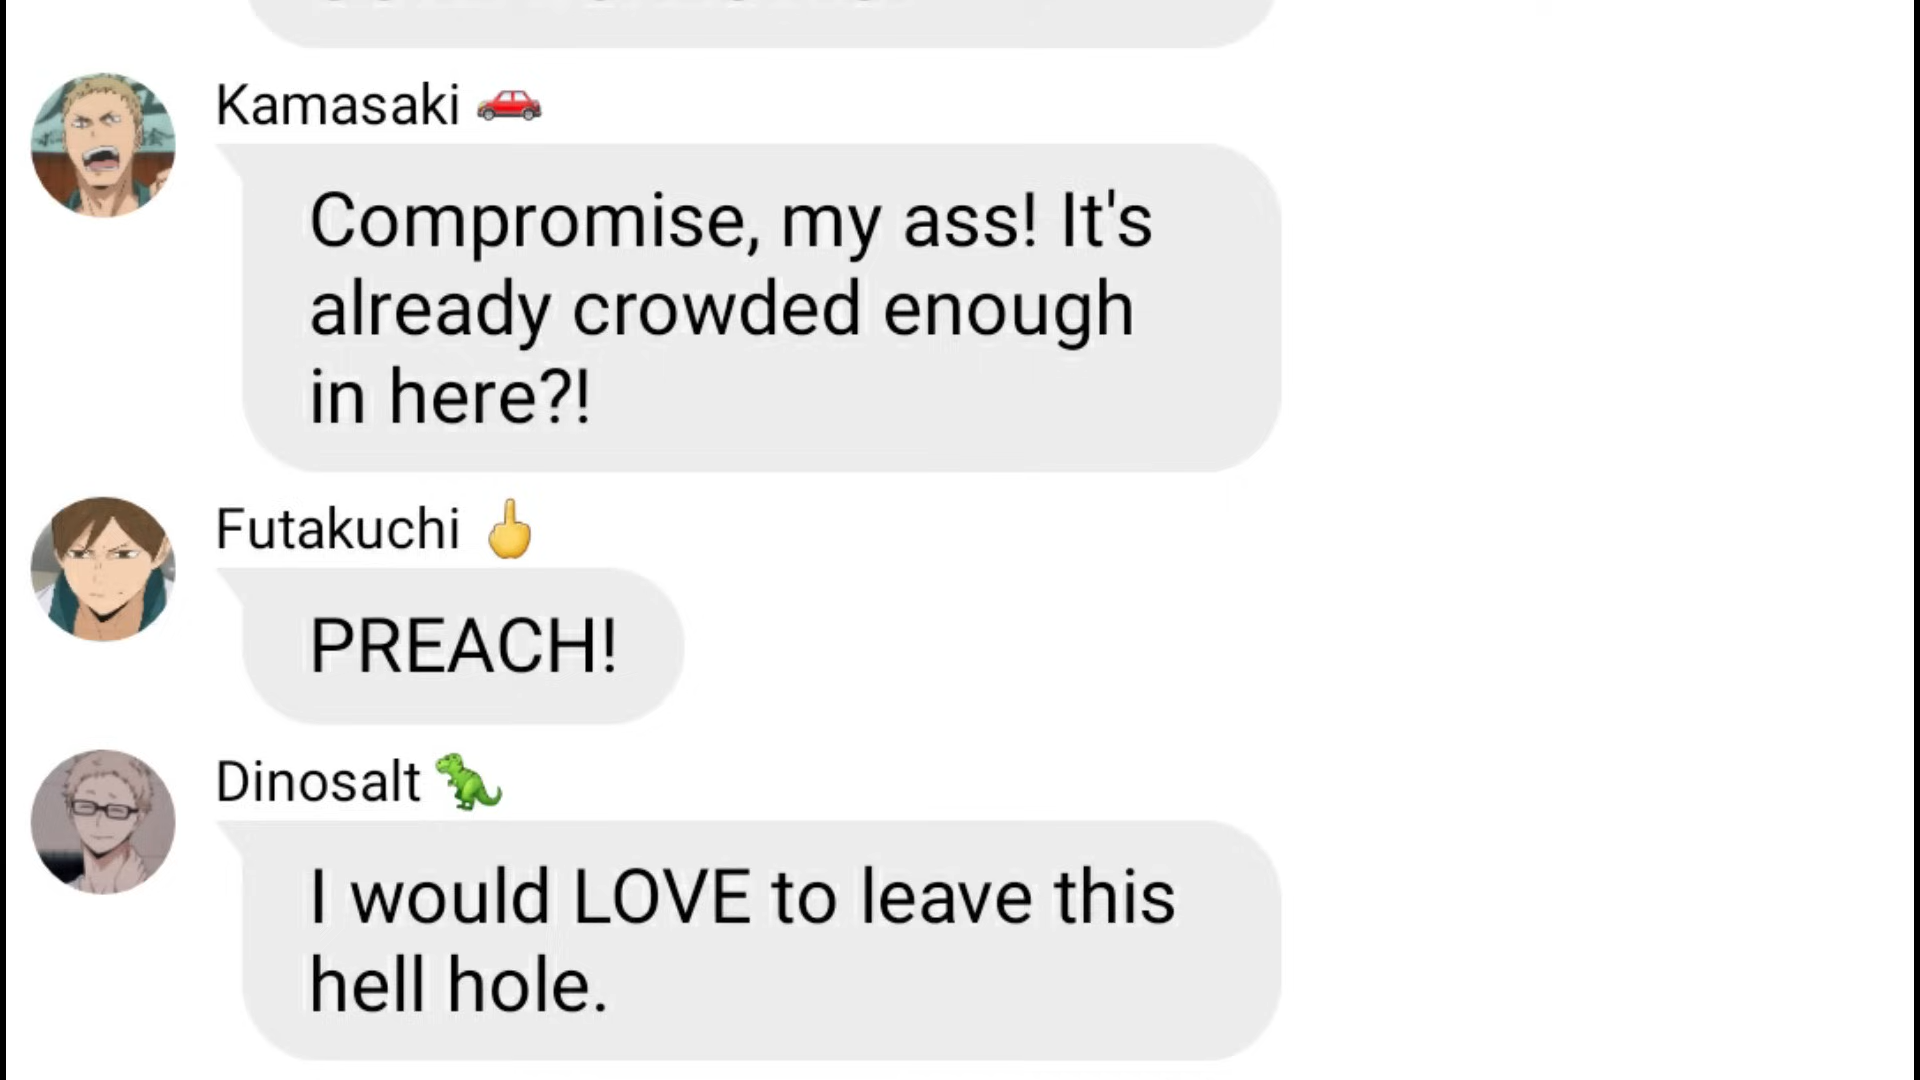 Kamasaki 🚗
Compromise, my ass! It's
already crowded enough
in here?!
Futakuchi 🖕
PREACH!
Dinosalt 🦖
I would LOVE to leave this
hell hole.